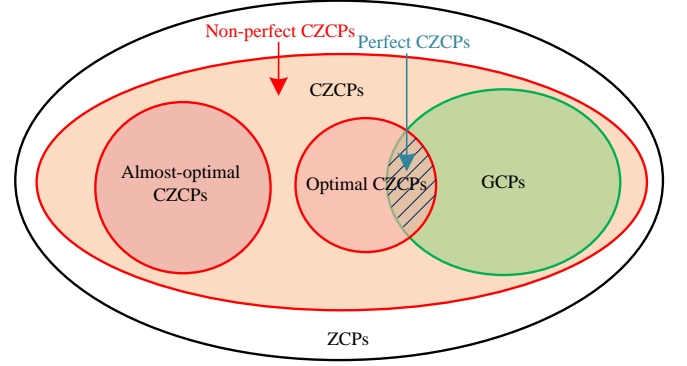 Non-perfect CZCPs
Perfect CZCPs
CZCPs
Almost-optimal
CZCPs
Optimal CZCPs
GCPs
ZCPs